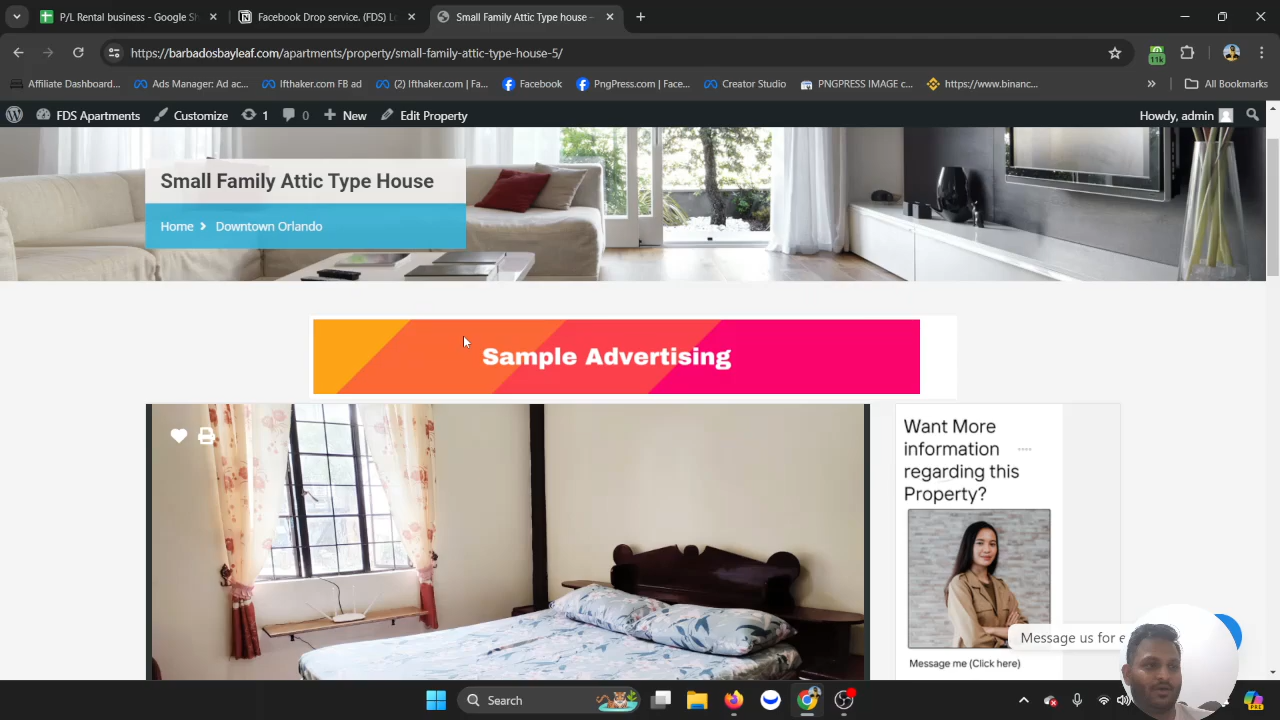 P/L Rental business - Google S
Facebook Drop service. (FDS) L
Small Family Attic Type house –
https://barbadosbayleaf.com/apartments/property/small-family-attic-type-house-5/
11k
Affiliate Dashboard...
Ads Manager: Ad ac...
Ifthaker.com FB ad
(2) Ifthaker.com | Fac...
Facebook
PngPress.com | Face...
Creator Studio
PNGPRESS IMAGE c...
https://www.binanc...
All Bookmarks
FDS Apartments
Customize
1
0
New
Edit Property
Howdy, admin
Small Family Attic Type House
Home
Downtown Orlando
Sample Advertising
Want More
information
regarding this
Property?
Message us for e
Message me (Click here)
Search
PRE